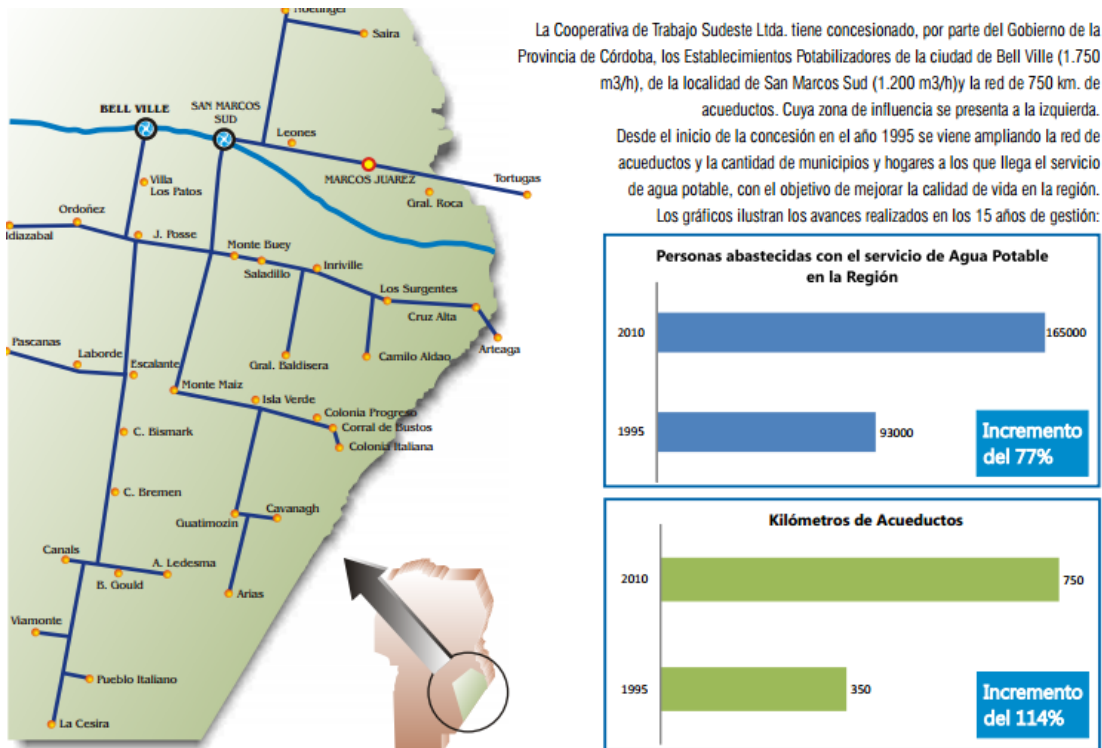 Noetinger
Saira
BELL VILLE
SAN MARCOS
SUD
Leones
MARCOS JUAREZ
Tortugas
Gral. Roca
Villa
Los Patos
Ordoñez
Idiazabal
J. Posse
Monte Buey
Saladillo
Inriville
Los Surgentes
Cruz Alta
Arteaga
Pascanas
Laborde
Escalante
Gral. Baldisera
Camilo Aldao
Monte Maiz
Isla Verde
Colonia Progreso
Corral de Bustos
Colonia Italiana
C. Bismark
C. Bremen
Guatimozin
Cavanagh
Canals
B. Gould
A. Ledesma
Arias
Viamonte
Pueblo Italiano
La Cesira
La Cooperativa de Trabajo Sudeste Ltda. tiene concesionado, por parte del Gobierno de la
Provincia de Córdoba, los Establecimientos Potabilizadores de la ciudad de Bell Ville (1.750
m3/h), de la localidad de San Marcos Sud (1.200 m3/h)y la red de 750 km. de
acueductos. Cuya zona de influencia se presenta a la izquierda.
Desde el inicio de la concesión en el año 1995 se viene ampliando la red de
acueductos y la cantidad de municipios y hogares a los que llega el servicio
de agua potable, con el objetivo de mejorar la calidad de vida en la región.
Los gráficos ilustran los avances realizados en los 15 años de gestión:
Personas abastecidas con el servicio de Agua Potable
en la Región
2010
165000
1995
93000
Incremento
del 77%
Kilómetros de Acueductos
2010
750
1995
350
Incremento
del 114%